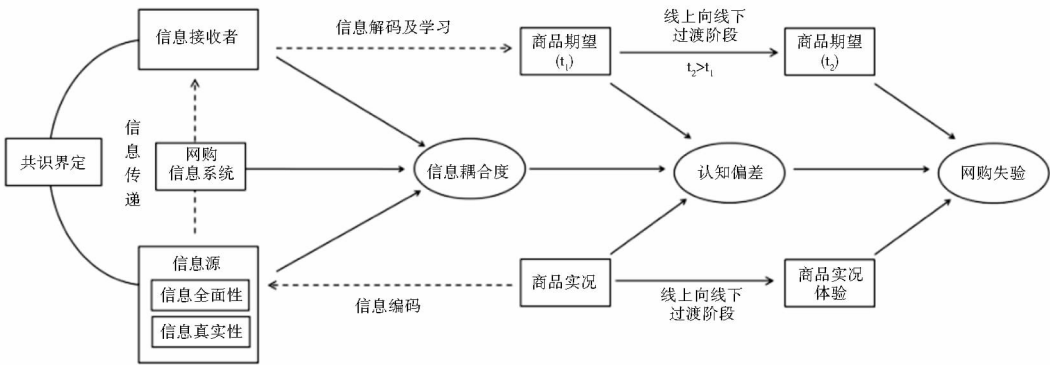 信息接收者
信息解码及学习
商品期望
(t₁)
线上向线下
过渡阶段
t₂>t₁
商品期望
(t₂)
共识界定
信息传递
网购
信息系统
信息耦合度
认知偏差
网购失验
信息源
信息全面性
信息真实性
信息编码
商品实况
线上向线下
过渡阶段
商品实况
体验